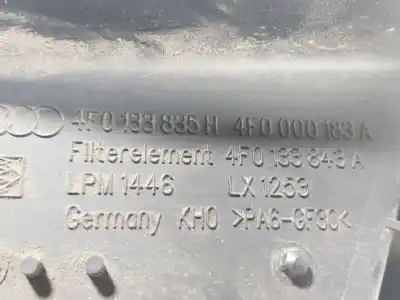 4F0 133 835 H 4F0 000 183 A
Filterelement 4F0 133 843 A
LPM 1446 LX 1253
Germany KHO >PA6-GF30<